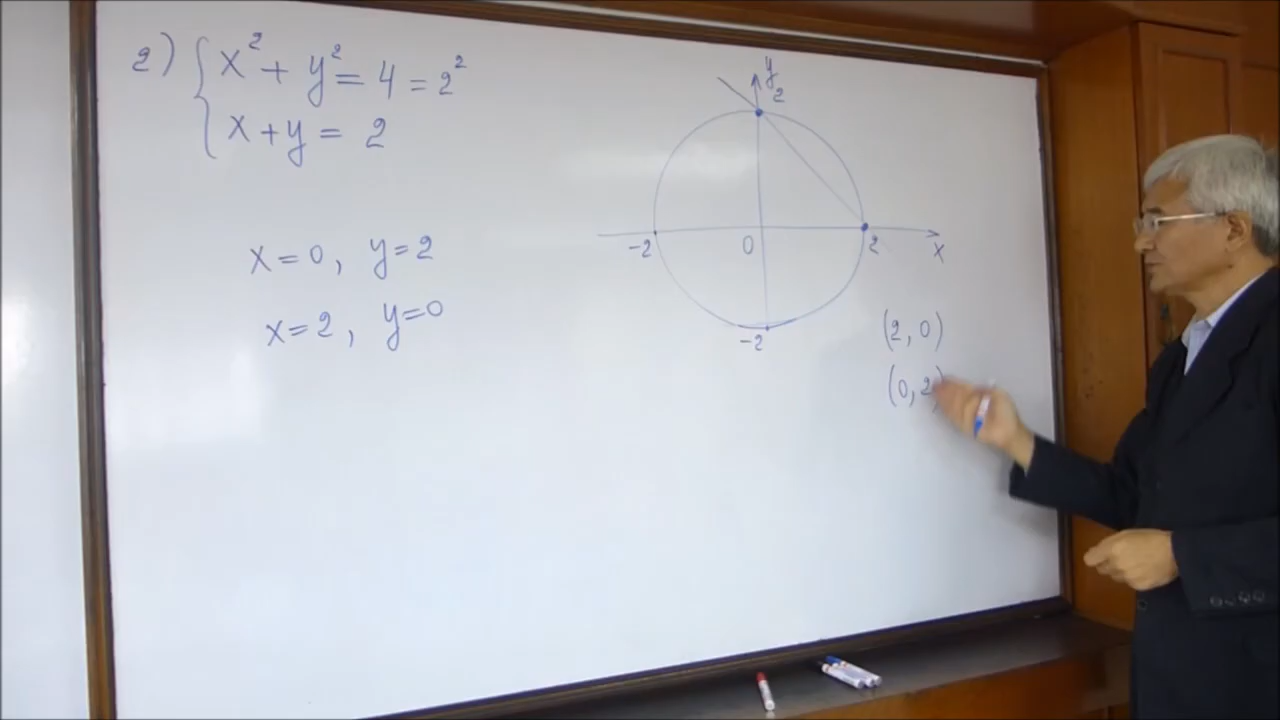 2) { x² + y² = 4 = 2²
x + y = 2
x = 0, y = 2
x = 2, y = 0
y
2
-2 0 2 x
-2
(2, 0)
(0, 2)